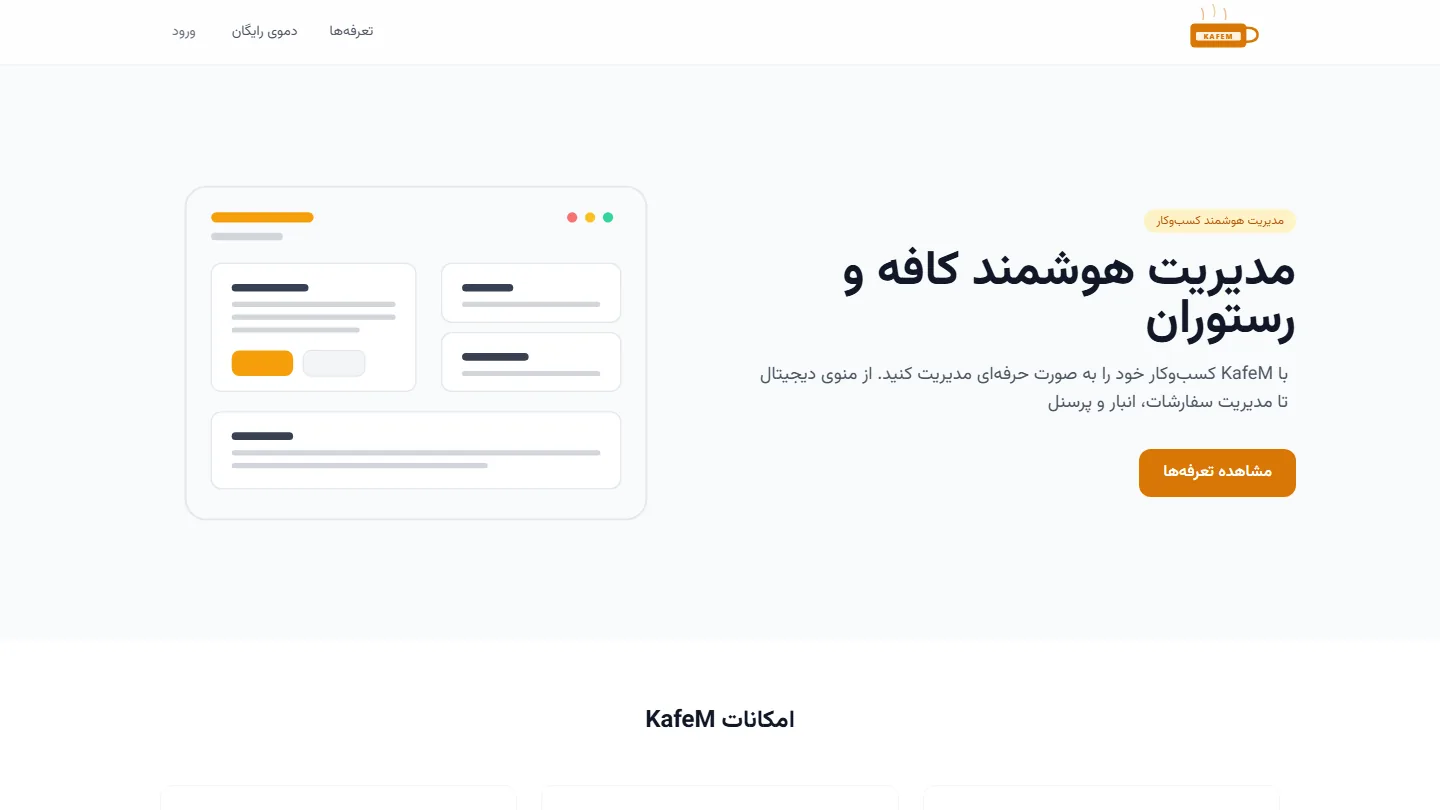 KAFEM
تعرفه‌ها
دموی رایگان
ورود
مدیریت هوشمند کسب‌وکار
مدیریت هوشمند کافه و
رستوران
با KafeM کسب‌وکار خود را به صورت حرفه‌ای مدیریت کنید. از منوی دیجیتال
تا مدیریت سفارشات، انبار و پرسنل
مشاهده تعرفه‌ها
امکانات KafeM